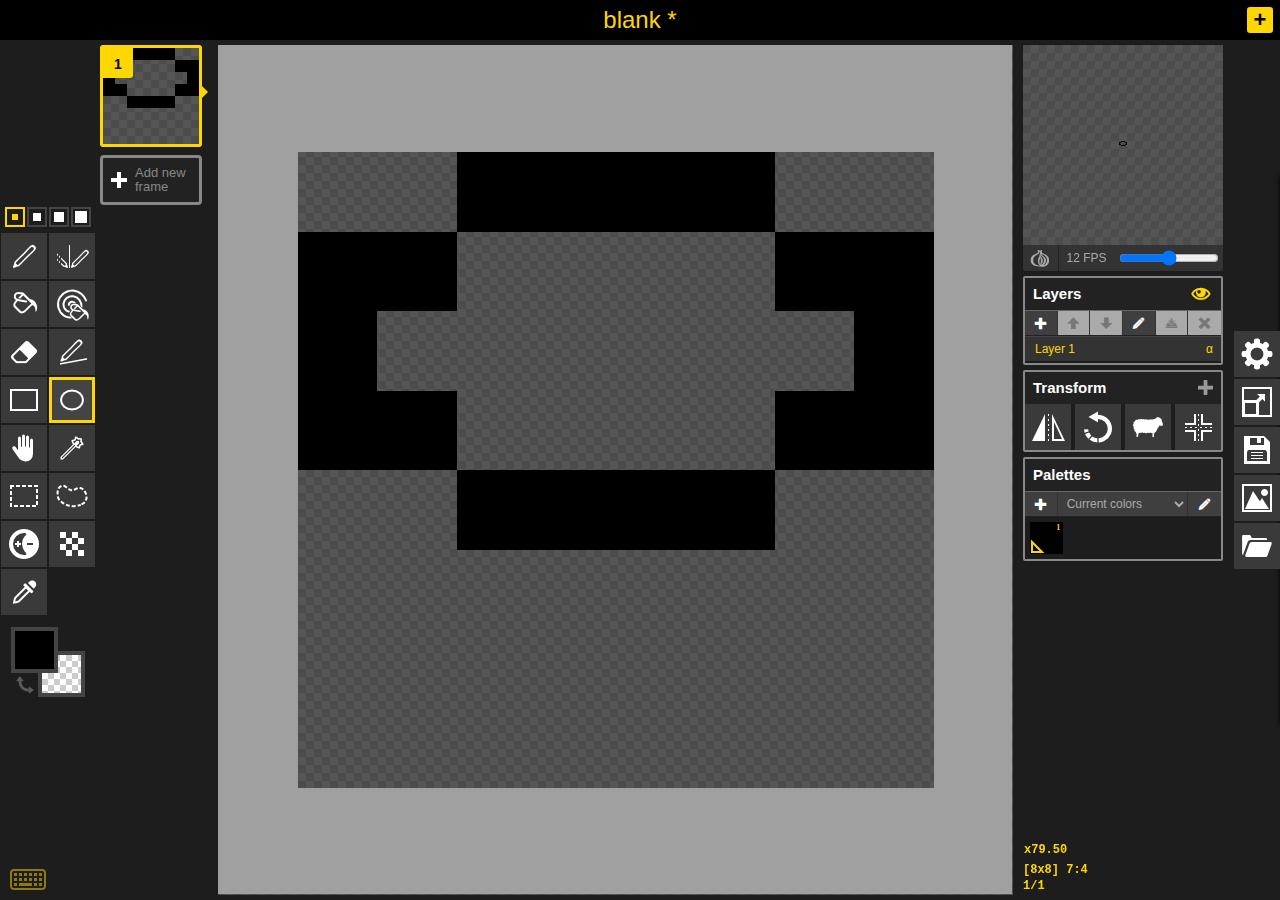 blank *
1
Add new
frame
12 FPS
Layers
Layer 1
α
Transform
Palettes
Current colors
1
x79.50
[8x8] 7:4
1/1